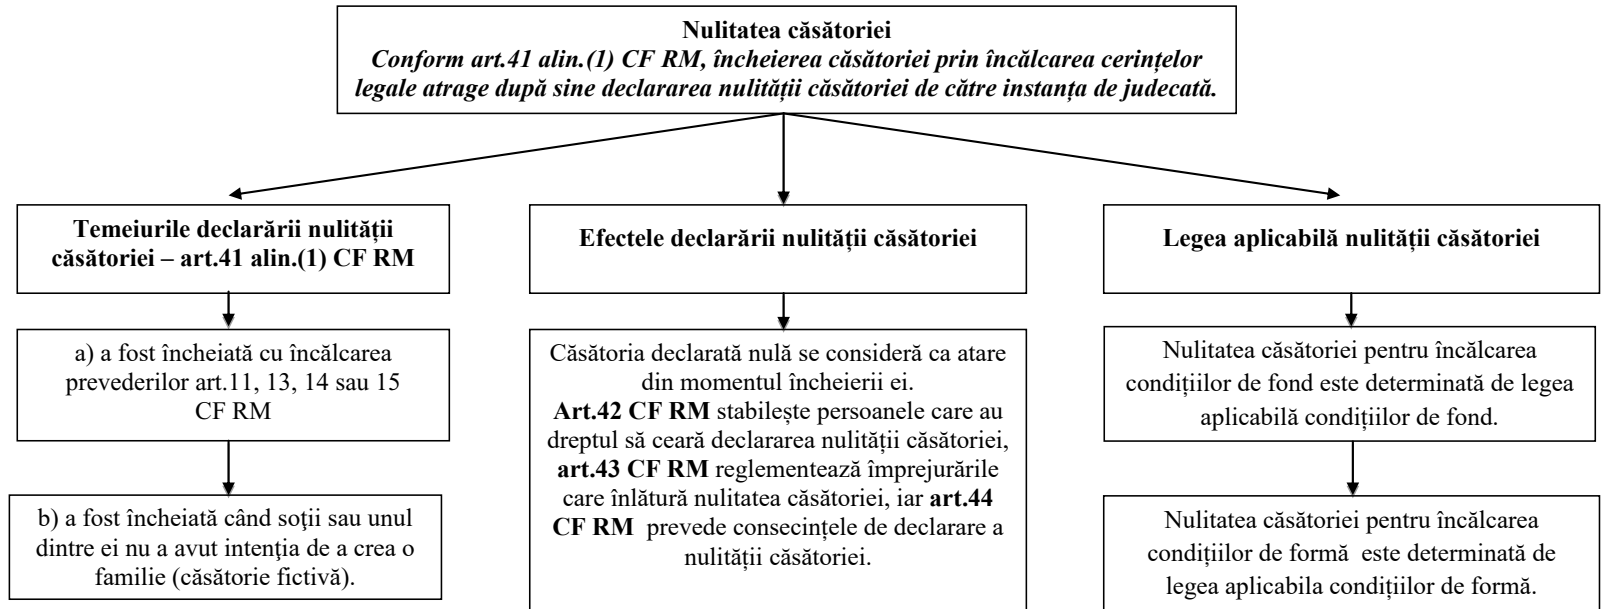 Nulitatea căsătoriei
Conform art.41 alin.(1) CF RM, încheierea căsătoriei prin încălcarea cerințelor
legale atrage după sine declararea nulității căsătoriei de către instanța de judecată.
Temeiurile declarării nulității
căsătoriei – art.41 alin.(1) CF RM
a) a fost încheiată cu încălcarea
prevederilor art.11, 13, 14 sau 15
CF RM
b) a fost încheiată când soţii sau unul
dintre ei nu a avut intenţia de a crea o
familie (căsătorie fictivă).
Efectele declarării nulității căsătoriei
Căsătoria declarată nulă se consideră ca atare
din momentul încheierii ei.
Art.42 CF RM stabilește persoanele care au
dreptul să ceară declararea nulității căsătoriei,
art.43 CF RM reglementează împrejurările
care înlătură nulitatea căsătoriei, iar art.44
CF RM prevede consecințele de declarare a
nulității căsătoriei.
Legea aplicabilă nulității căsătoriei
Nulitatea căsătoriei pentru încălcarea
condițiilor de fond este determinată de legea
aplicabilă condițiilor de fond.
Nulitatea căsătoriei pentru încălcarea
condițiilor de formă este determinată de
legea aplicabila condițiilor de formă.